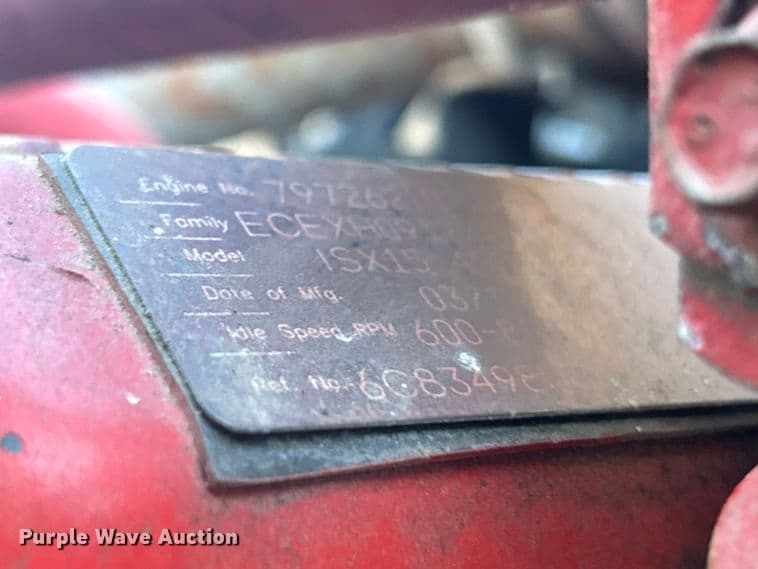 Engine No. 797262
Family ECEXH09
Model ISX15
Date of Mfg. 03/
Idle Speed RPM 600-
Ref. No. 6C83498
Purple Wave Auction